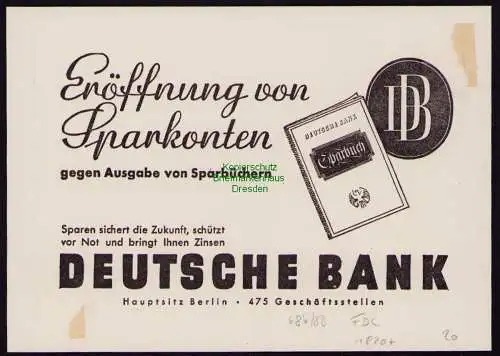 Eröffnung von
Sparkonten
gegen Ausgabe von Sparbüchern
DB
DEUTSCHE BANK
Sparbuch
Kopierschutz
Briefmarkenhaus
Dresden
Sparen sichert die Zukunft, schützt
vor Not und bringt Ihnen Zinsen
DEUTSCHE BANK
Hauptsitz Berlin • 475 Geschäftsstellen
FDC
20